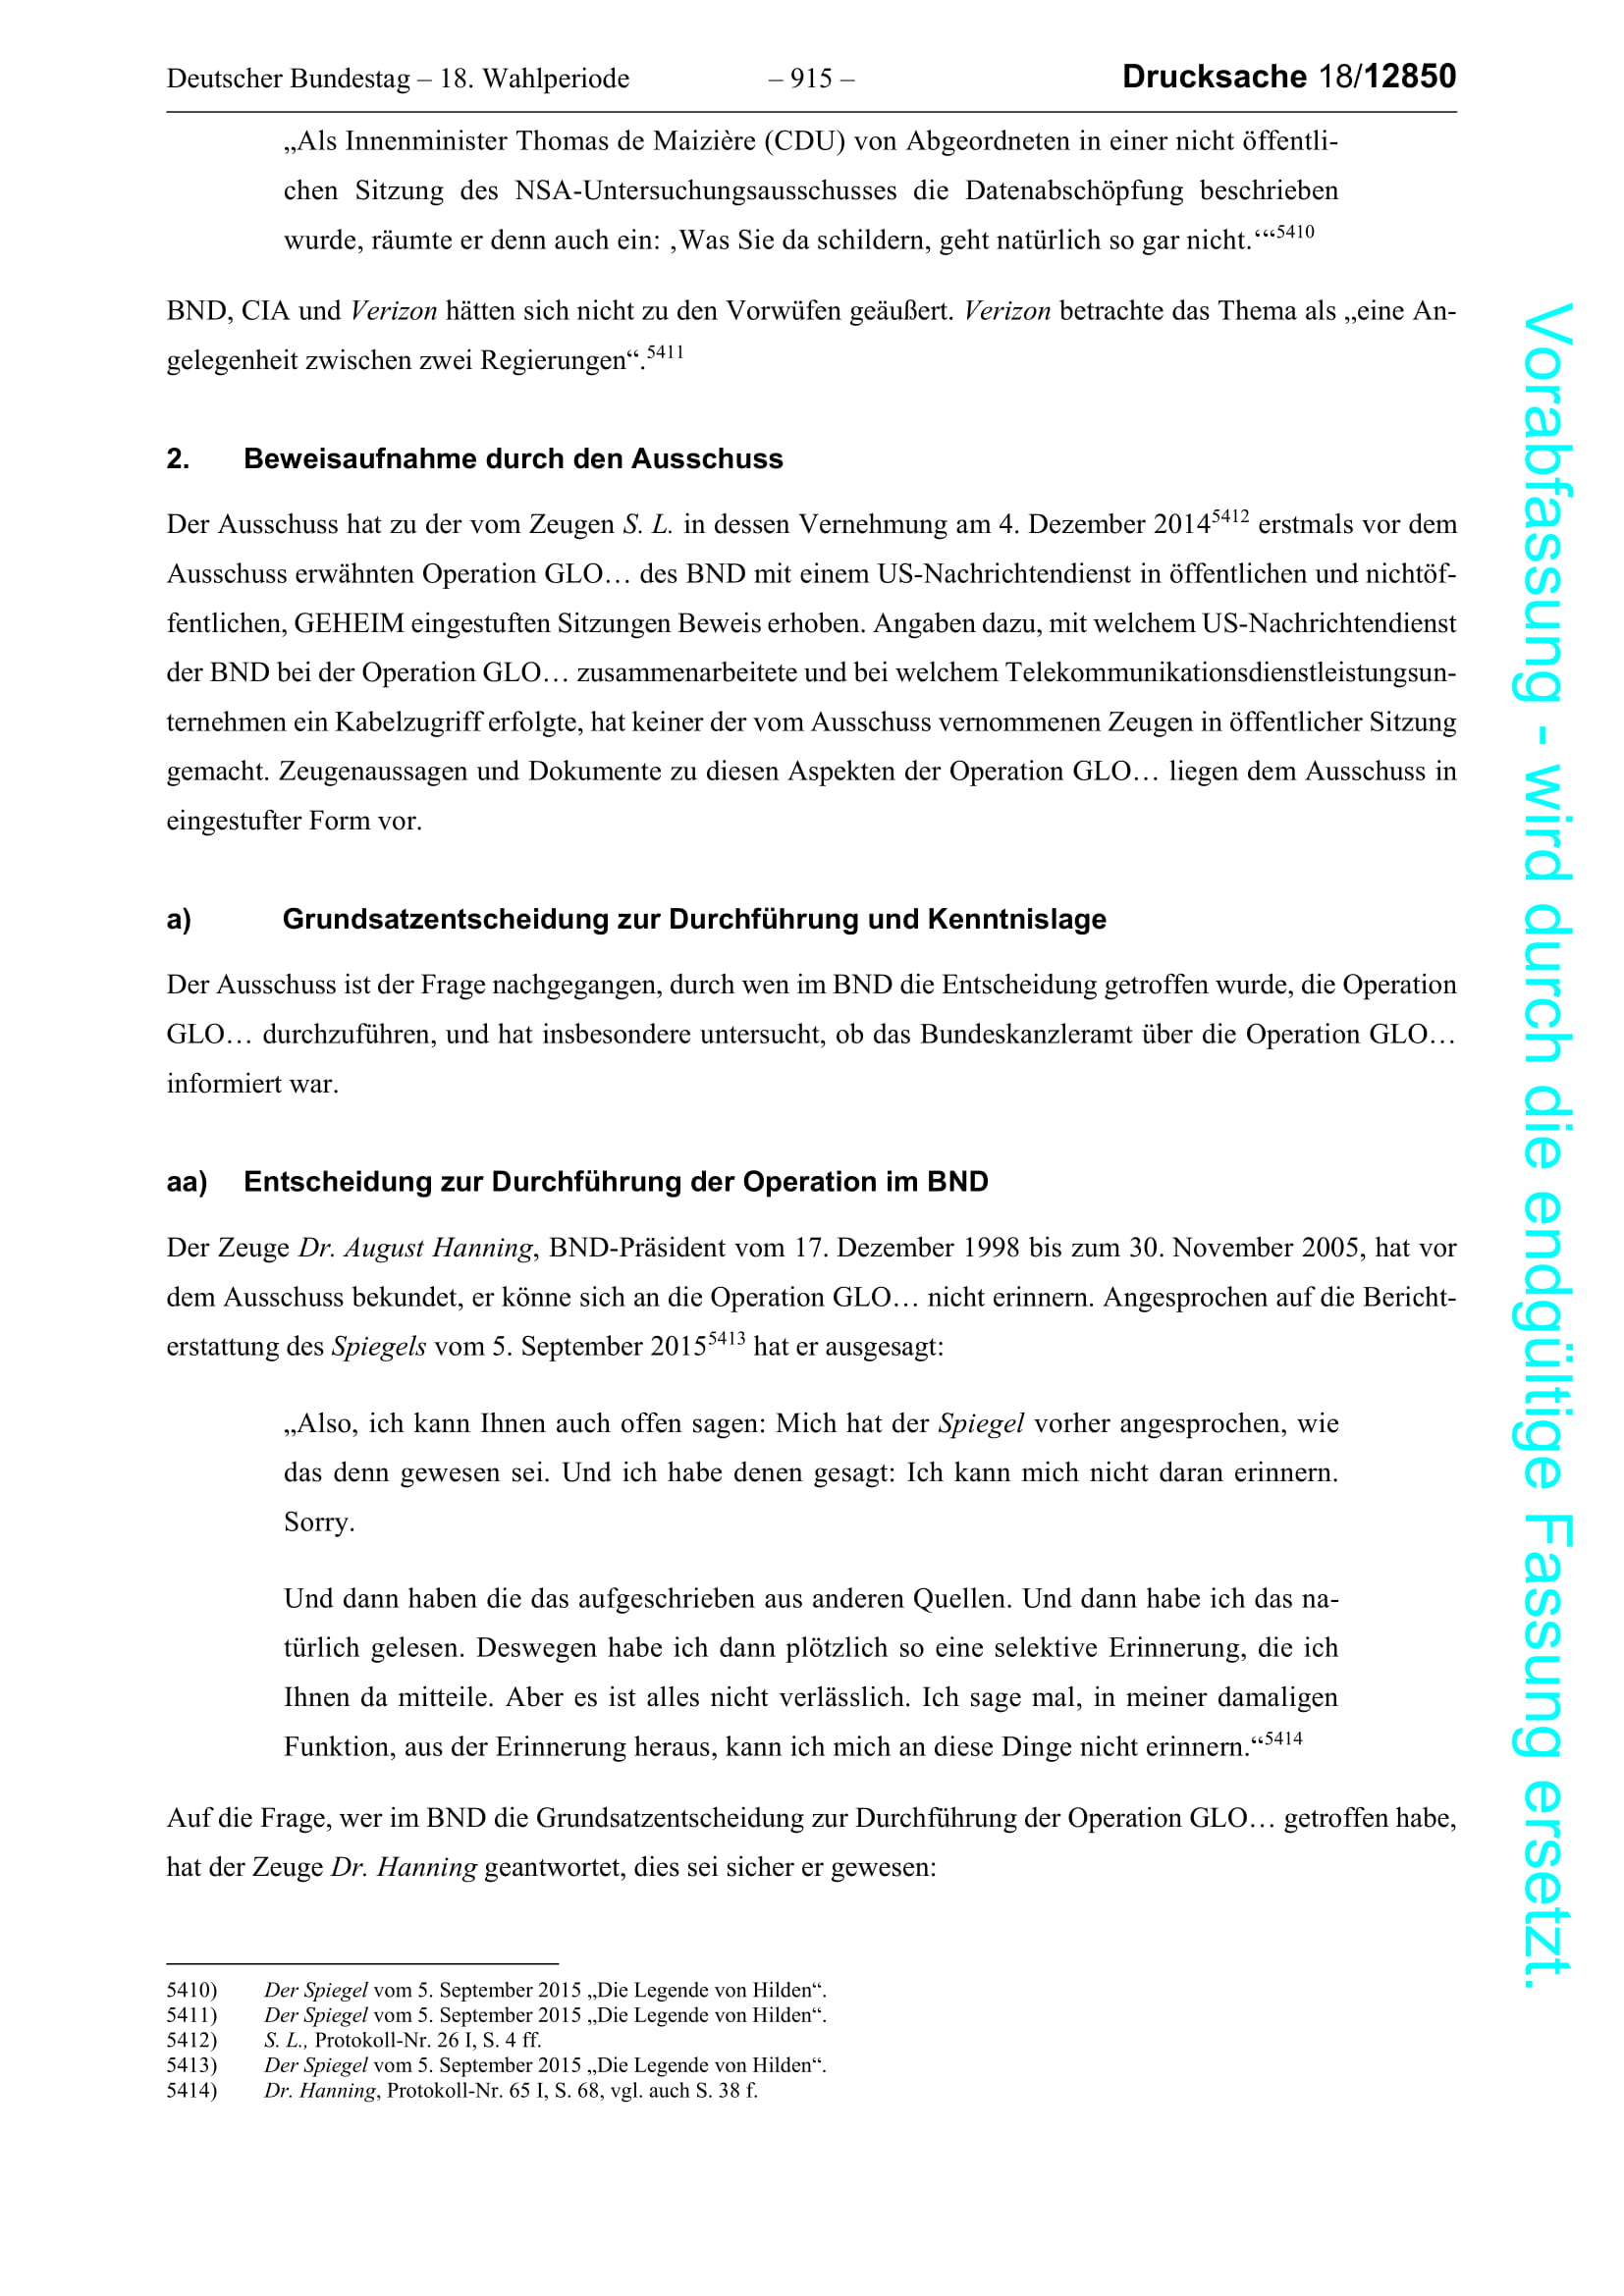 Deutscher Bundestag – 18. Wahlperiode – 915 – Drucksache 18/12850
„Als Innenminister Thomas de Maizière (CDU) von Abgeordneten in einer nicht öffentli-
chen Sitzung des NSA-Untersuchungsausschusses die Datenabschöpfung beschrieben
wurde, räumte er denn auch ein: ‚Was Sie da schildern, geht natürlich so gar nicht.‘“5410
BND, CIA und Verizon hätten sich nicht zu den Vorwüfen geäußert. Verizon betrachte das Thema als „eine An-
gelegenheit zwischen zwei Regierungen“.5411
2. Beweisaufnahme durch den Ausschuss
Der Ausschuss hat zu der vom Zeugen S. L. in dessen Vernehmung am 4. Dezember 20145412 erstmals vor dem
Ausschuss erwähnten Operation GLO… des BND mit einem US-Nachrichtendienst in öffentlichen und nichtöf-
fentlichen, GEHEIM eingestuften Sitzungen Beweis erhoben. Angaben dazu, mit welchem US-Nachrichtendienst
der BND bei der Operation GLO… zusammenarbeitete und bei welchem Telekommunikationsdienstleistungsun-
ternehmen ein Kabelzugriff erfolgte, hat keiner der vom Ausschuss vernommenen Zeugen in öffentlicher Sitzung
gemacht. Zeugenaussagen und Dokumente zu diesen Aspekten der Operation GLO… liegen dem Ausschuss in
eingestufter Form vor.
a) Grundsatzentscheidung zur Durchführung und Kenntnislage
Der Ausschuss ist der Frage nachgegangen, durch wen im BND die Entscheidung getroffen wurde, die Operation
GLO… durchzuführen, und hat insbesondere untersucht, ob das Bundeskanzleramt über die Operation GLO…
informiert war.
aa) Entscheidung zur Durchführung der Operation im BND
Der Zeuge Dr. August Hanning, BND-Präsident vom 17. Dezember 1998 bis zum 30. November 2005, hat vor
dem Ausschuss bekundet, er könne sich an die Operation GLO… nicht erinnern. Angesprochen auf die Bericht-
erstattung des Spiegels vom 5. September 20155413 hat er ausgesagt:
„Also, ich kann Ihnen auch offen sagen: Mich hat der Spiegel vorher angesprochen, wie
das denn gewesen sei. Und ich habe denen gesagt: Ich kann mich nicht daran erinnern.
Sorry.
Und dann haben die das aufgeschrieben aus anderen Quellen. Und dann habe ich das na-
türlich gelesen. Deswegen habe ich dann plötzlich so eine selektive Erinnerung, die ich
Ihnen da mitteile. Aber es ist alles nicht verlässlich. Ich sage mal, in meiner damaligen
Funktion, aus der Erinnerung heraus, kann ich mich an diese Dinge nicht erinnern.“5414
Auf die Frage, wer im BND die Grundsatzentscheidung zur Durchführung der Operation GLO… getroffen habe,
hat der Zeuge Dr. Hanning geantwortet, dies sei sicher er gewesen:
5410) Der Spiegel vom 5. September 2015 „Die Legende von Hilden“.
5411) Der Spiegel vom 5. September 2015 „Die Legende von Hilden“.
5412) S. L., Protokoll-Nr. 26 I, S. 4 ff.
5413) Der Spiegel vom 5. September 2015 „Die Legende von Hilden“.
5414) Dr. Hanning, Protokoll-Nr. 65 I, S. 68, vgl. auch S. 38 f.
Vorabfassung - wird durch die endgültige Fassung ersetzt.